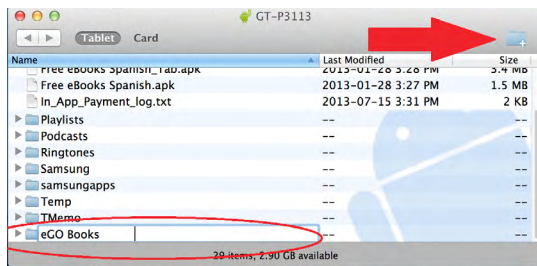 GT-P3113
Tablet Card
Name Last Modified Size
Free eBooks Spanish_Tab.apk 2013-01-28 3:28 PM 3.4 MB
Free eBooks Spanish.apk 2013-01-28 3:27 PM 1.5 MB
In_App_Payment_log.txt 2013-07-15 3:31 PM 2 KB
Playlists -- --
Podcasts -- --
Ringtones -- --
Samsung -- --
samsungapps -- --
Temp -- --
TMemo -- --
eGO Books -- --
29 items, 2.90 GB available